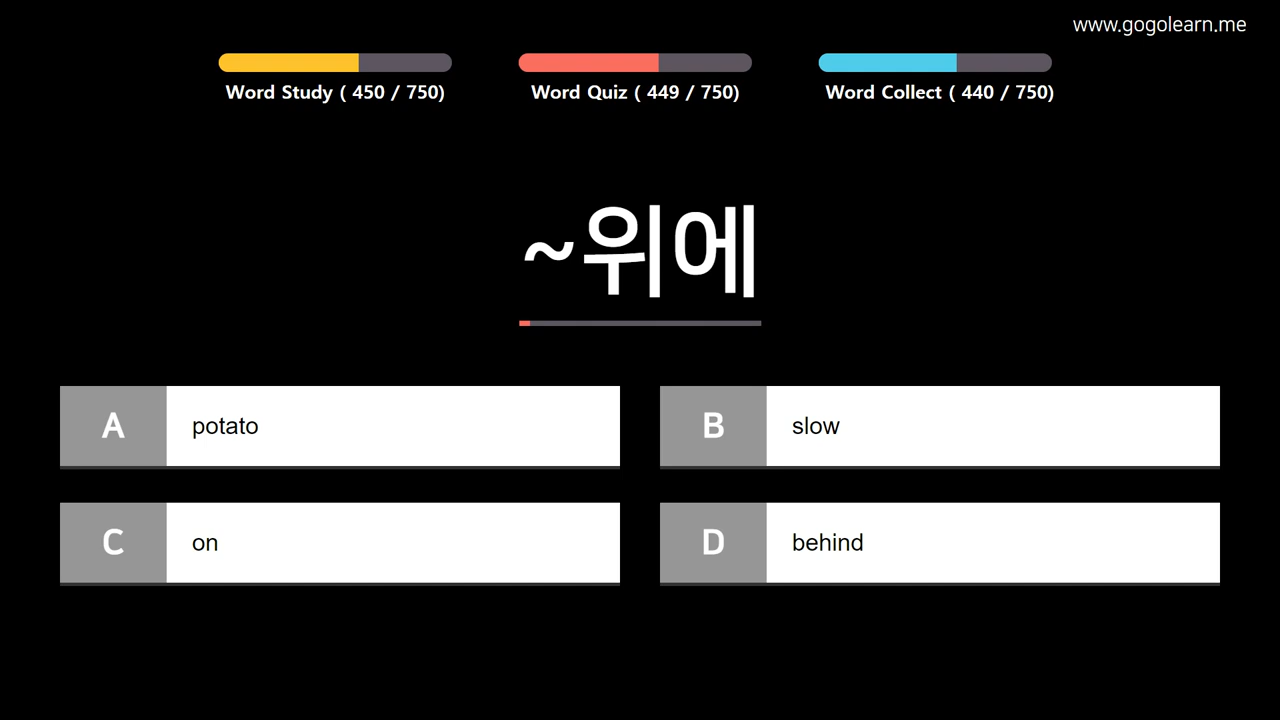 www.gogolearn.me
Word Study ( 450 / 750)
Word Quiz ( 449 / 750)
Word Collect ( 440 / 750)
~위에
A potato
B slow
C on
D behind